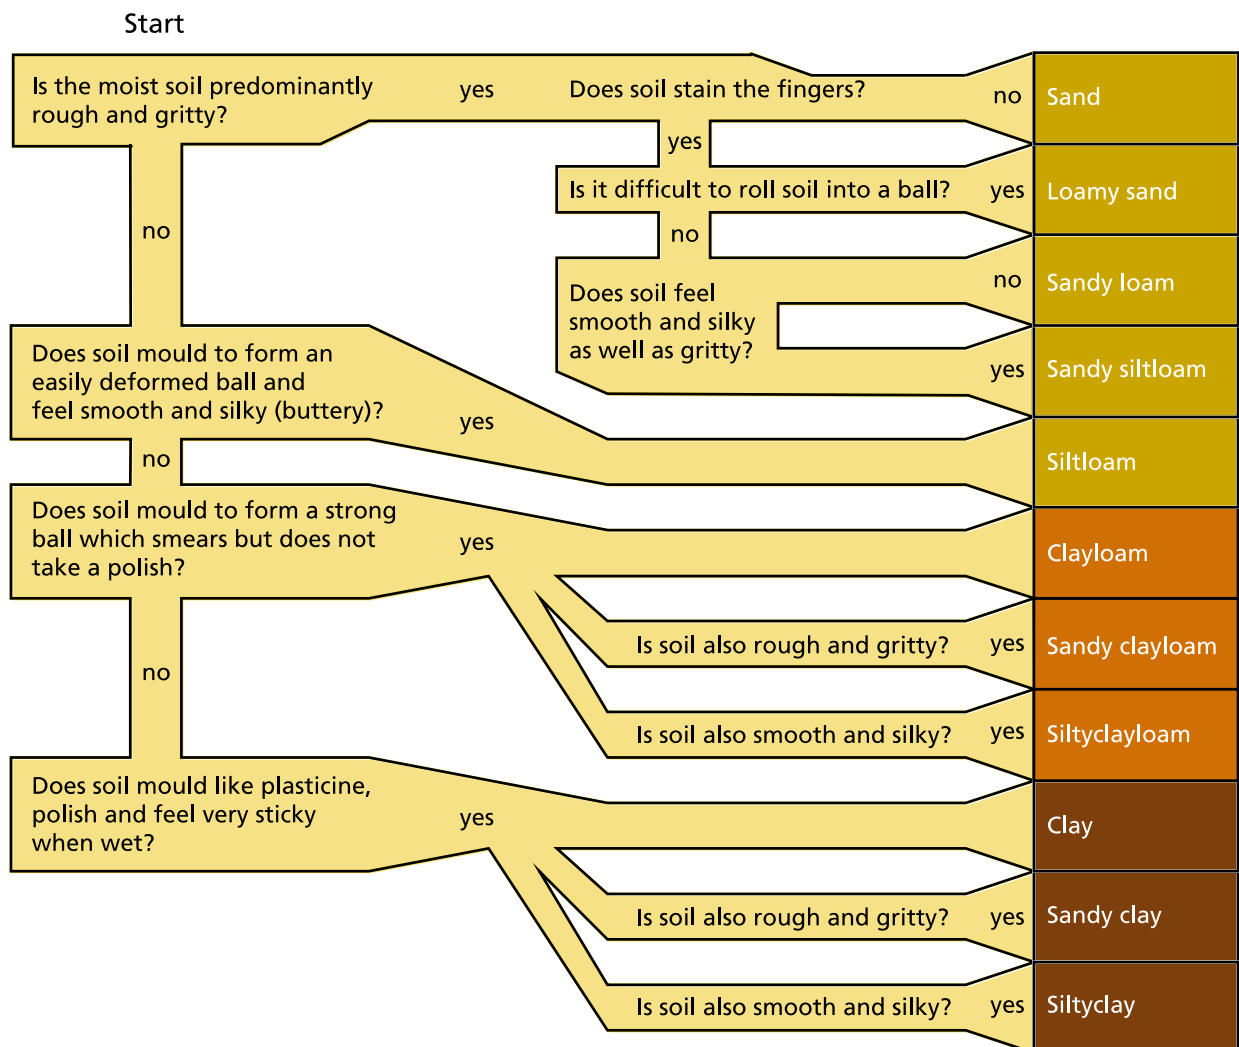 Start
Is the moist soil predominantly
rough and gritty?
yes
Does soil stain the fingers?
no
Sand
yes
Is it difficult to roll soil into a ball?
yes
Loamy sand
no
no
Does soil feel
smooth and silky
as well as gritty?
no
Sandy loam
yes
Sandy siltloam
Does soil mould to form an
easily deformed ball and
feel smooth and silky (buttery)?
yes
Siltloam
no
Does soil mould to form a strong
ball which smears but does not
take a polish?
yes
Clayloam
Is soil also rough and gritty?
yes
Sandy clayloam
no
Is soil also smooth and silky?
yes
Siltyclayloam
Does soil mould like plasticine,
polish and feel very sticky
when wet?
yes
Clay
Is soil also rough and gritty?
yes
Sandy clay
Is soil also smooth and silky?
yes
Siltyclay